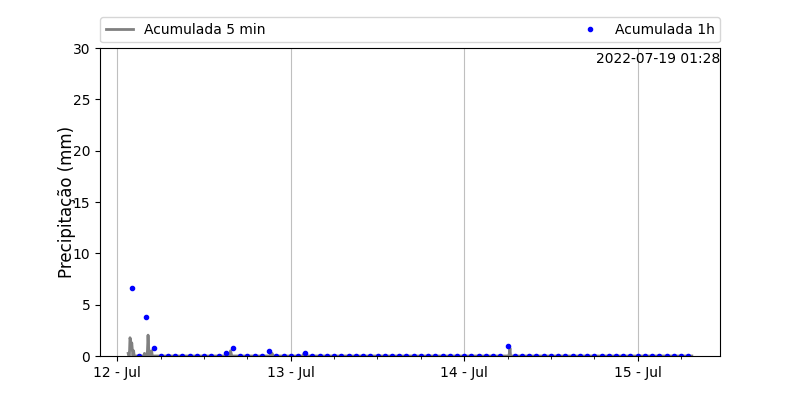 Acumulada 5 min
Acumulada 1h
2022-07-19 01:28
Precipitação (mm)
30
25
20
15
10
5
0
12 - Jul
13 - Jul
14 - Jul
15 - Jul